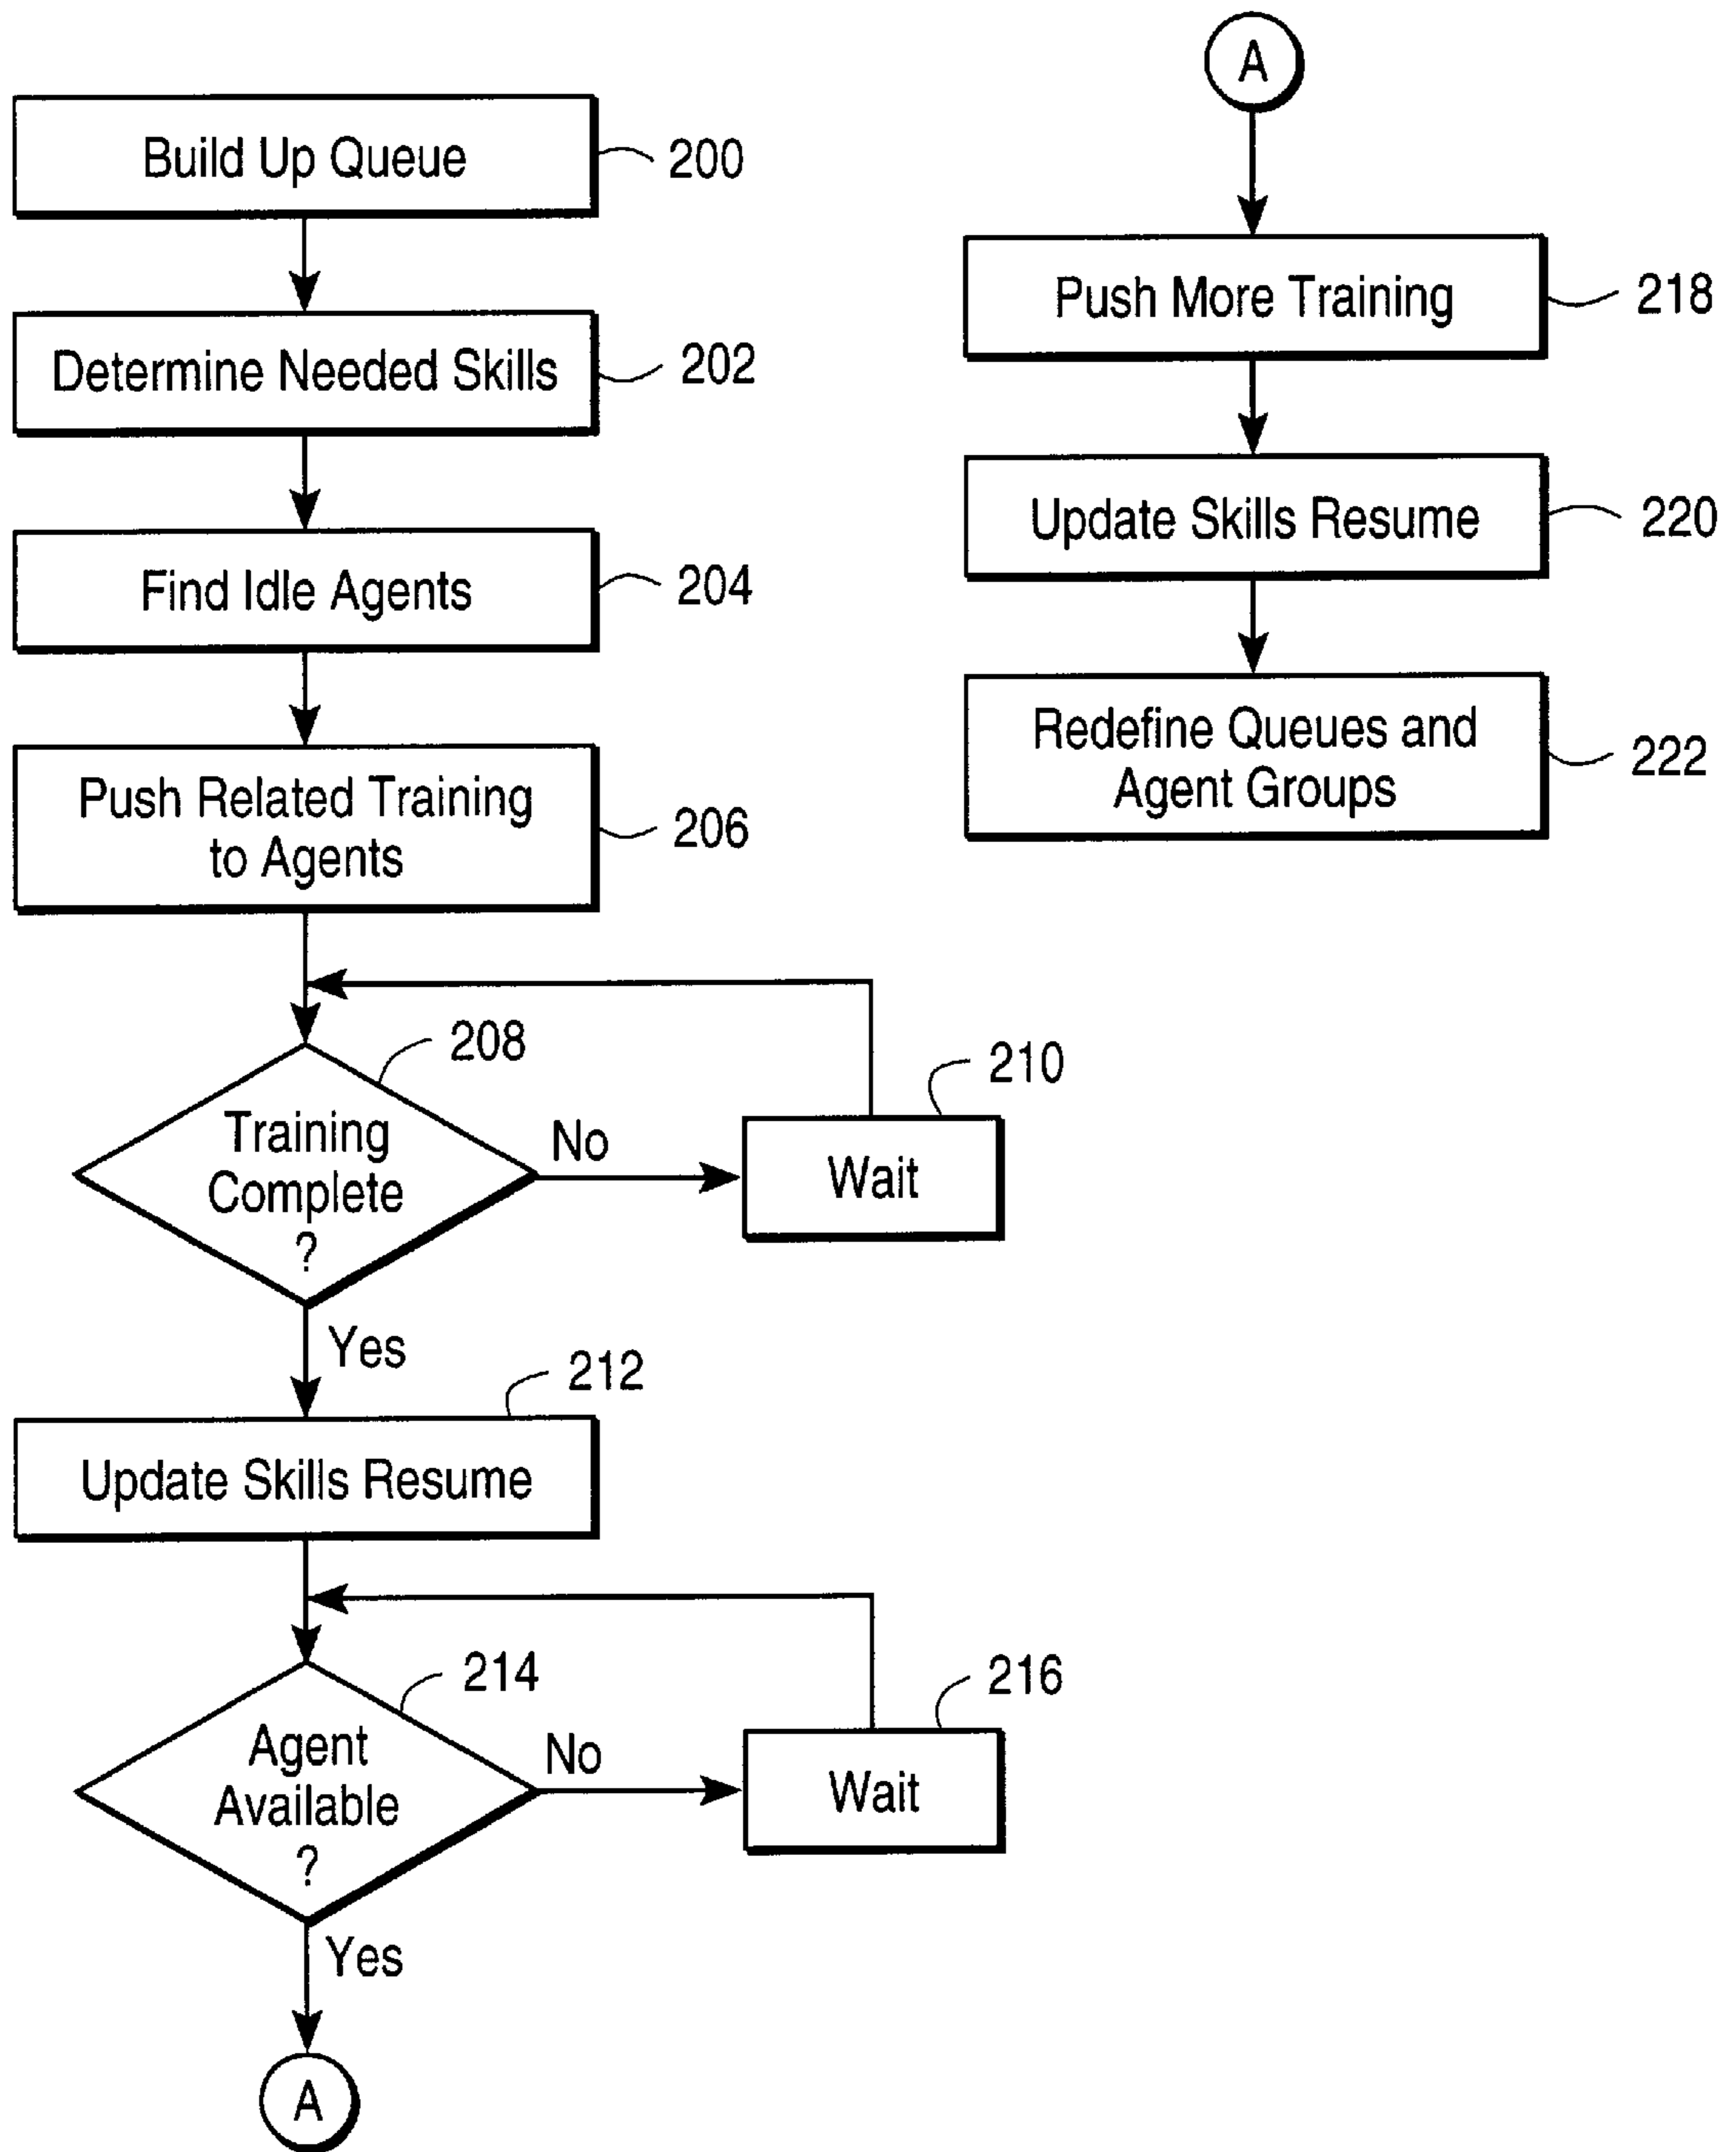 Build Up Queue
200
Determine Needed Skills
202
Find Idle Agents
204
Push Related Training
to Agents
206
208
Training
Complete
?
No
210
Wait
Yes
212
Update Skills Resume
214
Agent
Available
?
No
216
Wait
Yes
A
A
Push More Training
218
Update Skills Resume
220
Redefine Queues and
Agent Groups
222